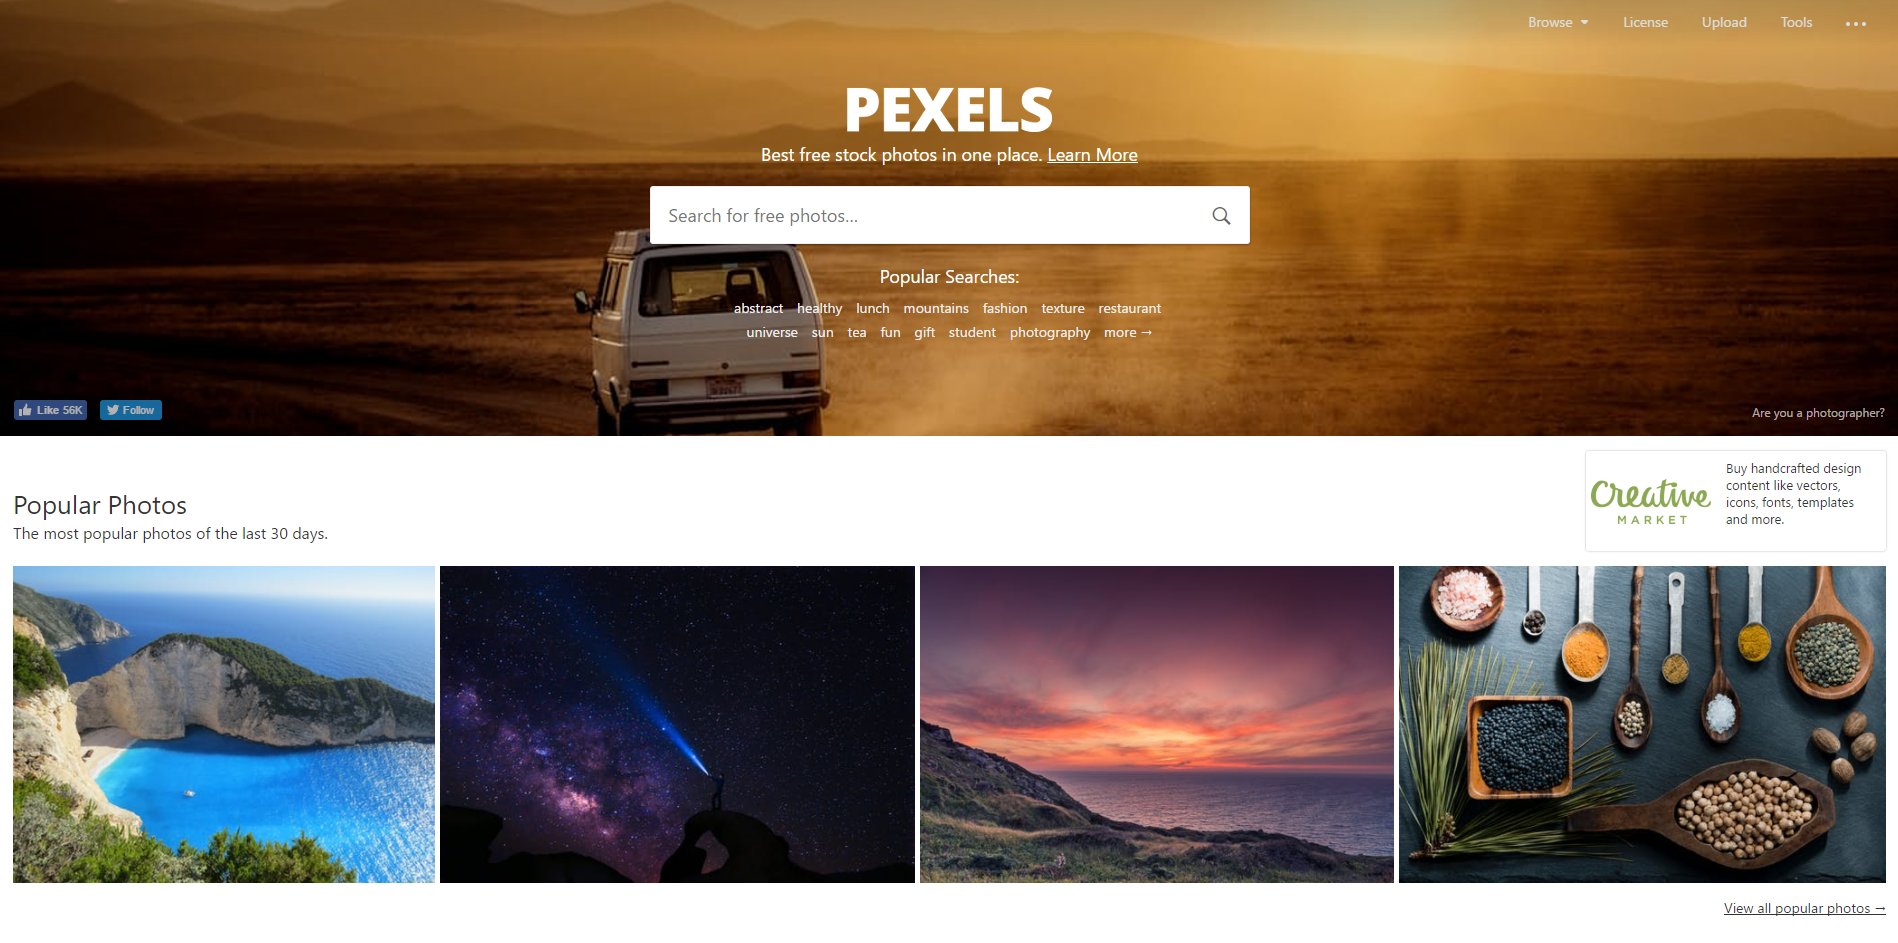 Browse License Upload Tools
PEXELS
Best free stock photos in one place. Learn More
Search for free photos...
Popular Searches:
abstract healthy lunch mountains fashion texture restaurant
universe sun tea fun gift student photography more →
Like 56K Follow
Are you a photographer?
Popular Photos
The most popular photos of the last 30 days.
Creative
MARKET
Buy handcrafted design
content like vectors,
icons, fonts, templates
and more.
View all popular photos →